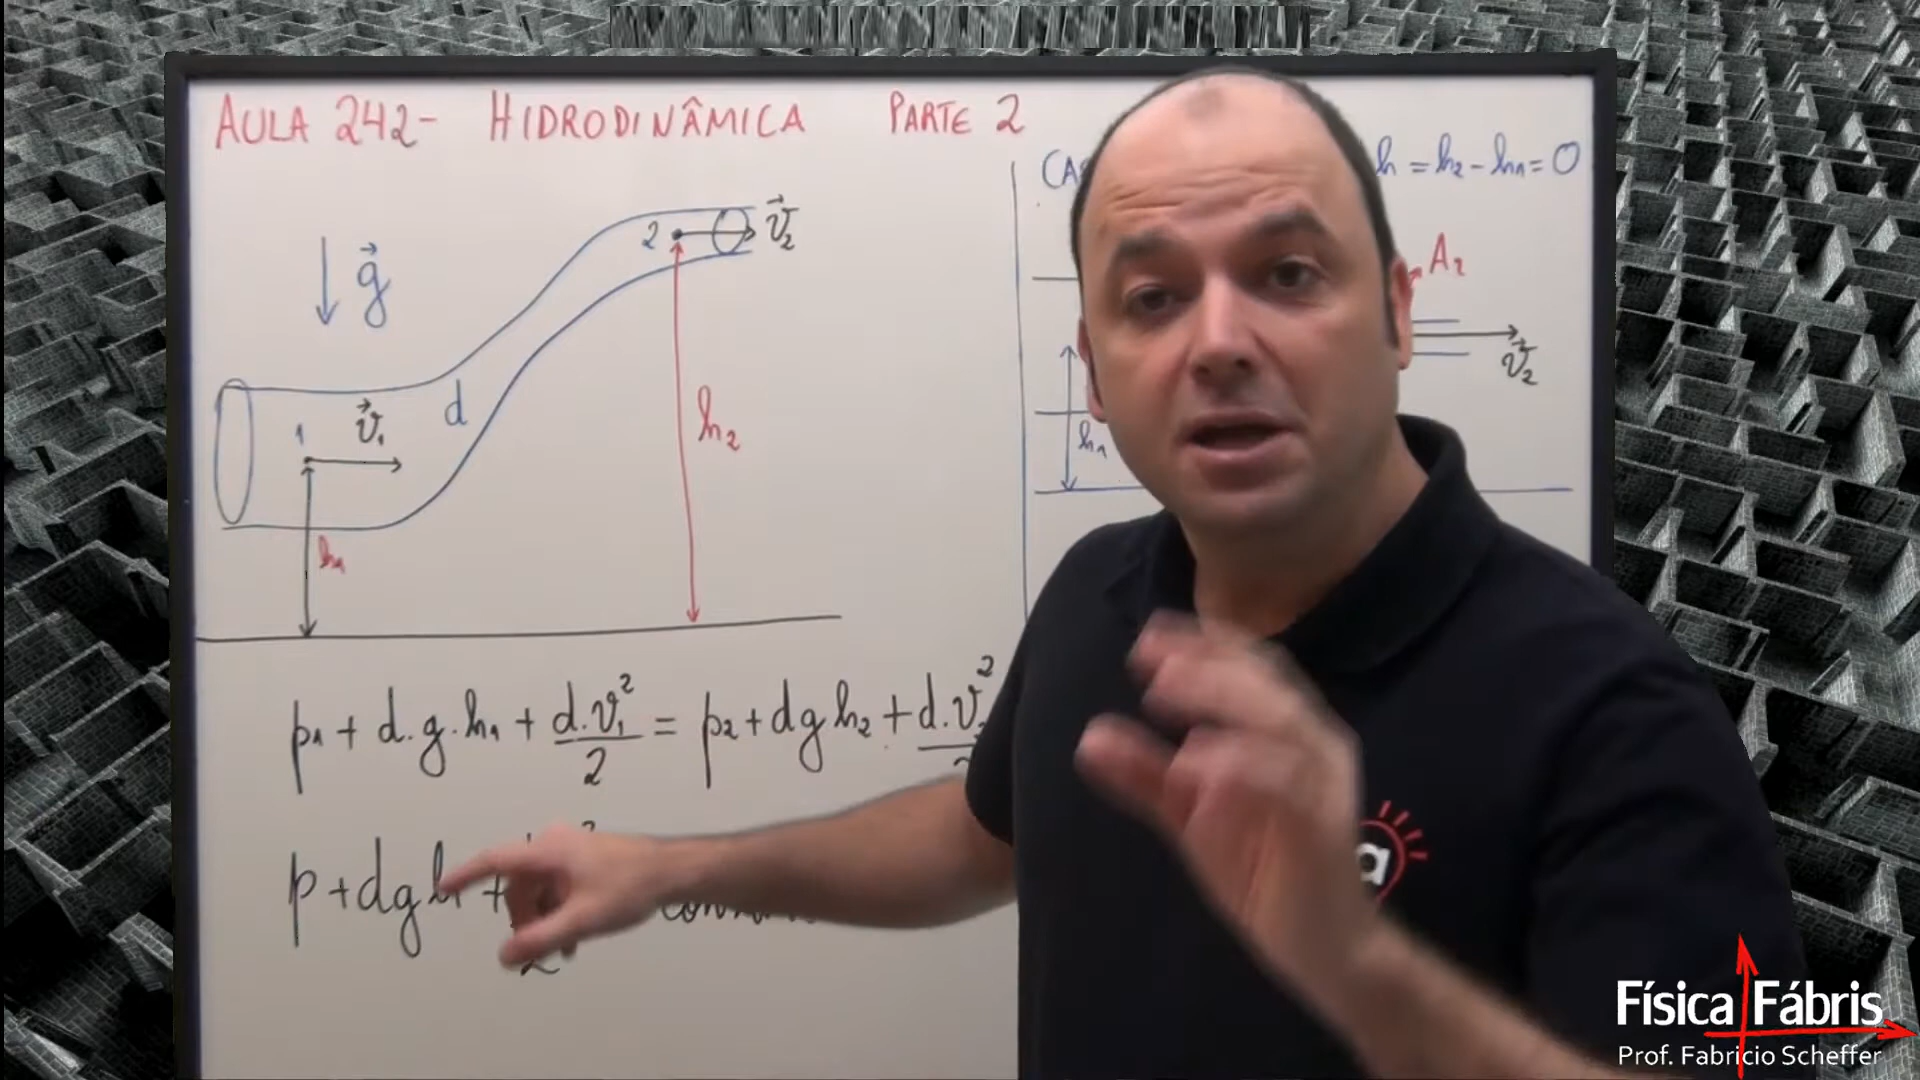 AULA 242- HIDRODINÂMICA PARTE 2
h = h₂ - h₁ = 0
2 v⃗₂
g⃗
A₂
v⃗₂
d
1 v⃗₁
h₂
h₁
h₁
p₁ + d.g.h₁ + d.v₁²/2 = p₂ + dgh₂ + d.v
p + dgh +
2
a
Física Fábris
Prof. Fabricio Scheffer